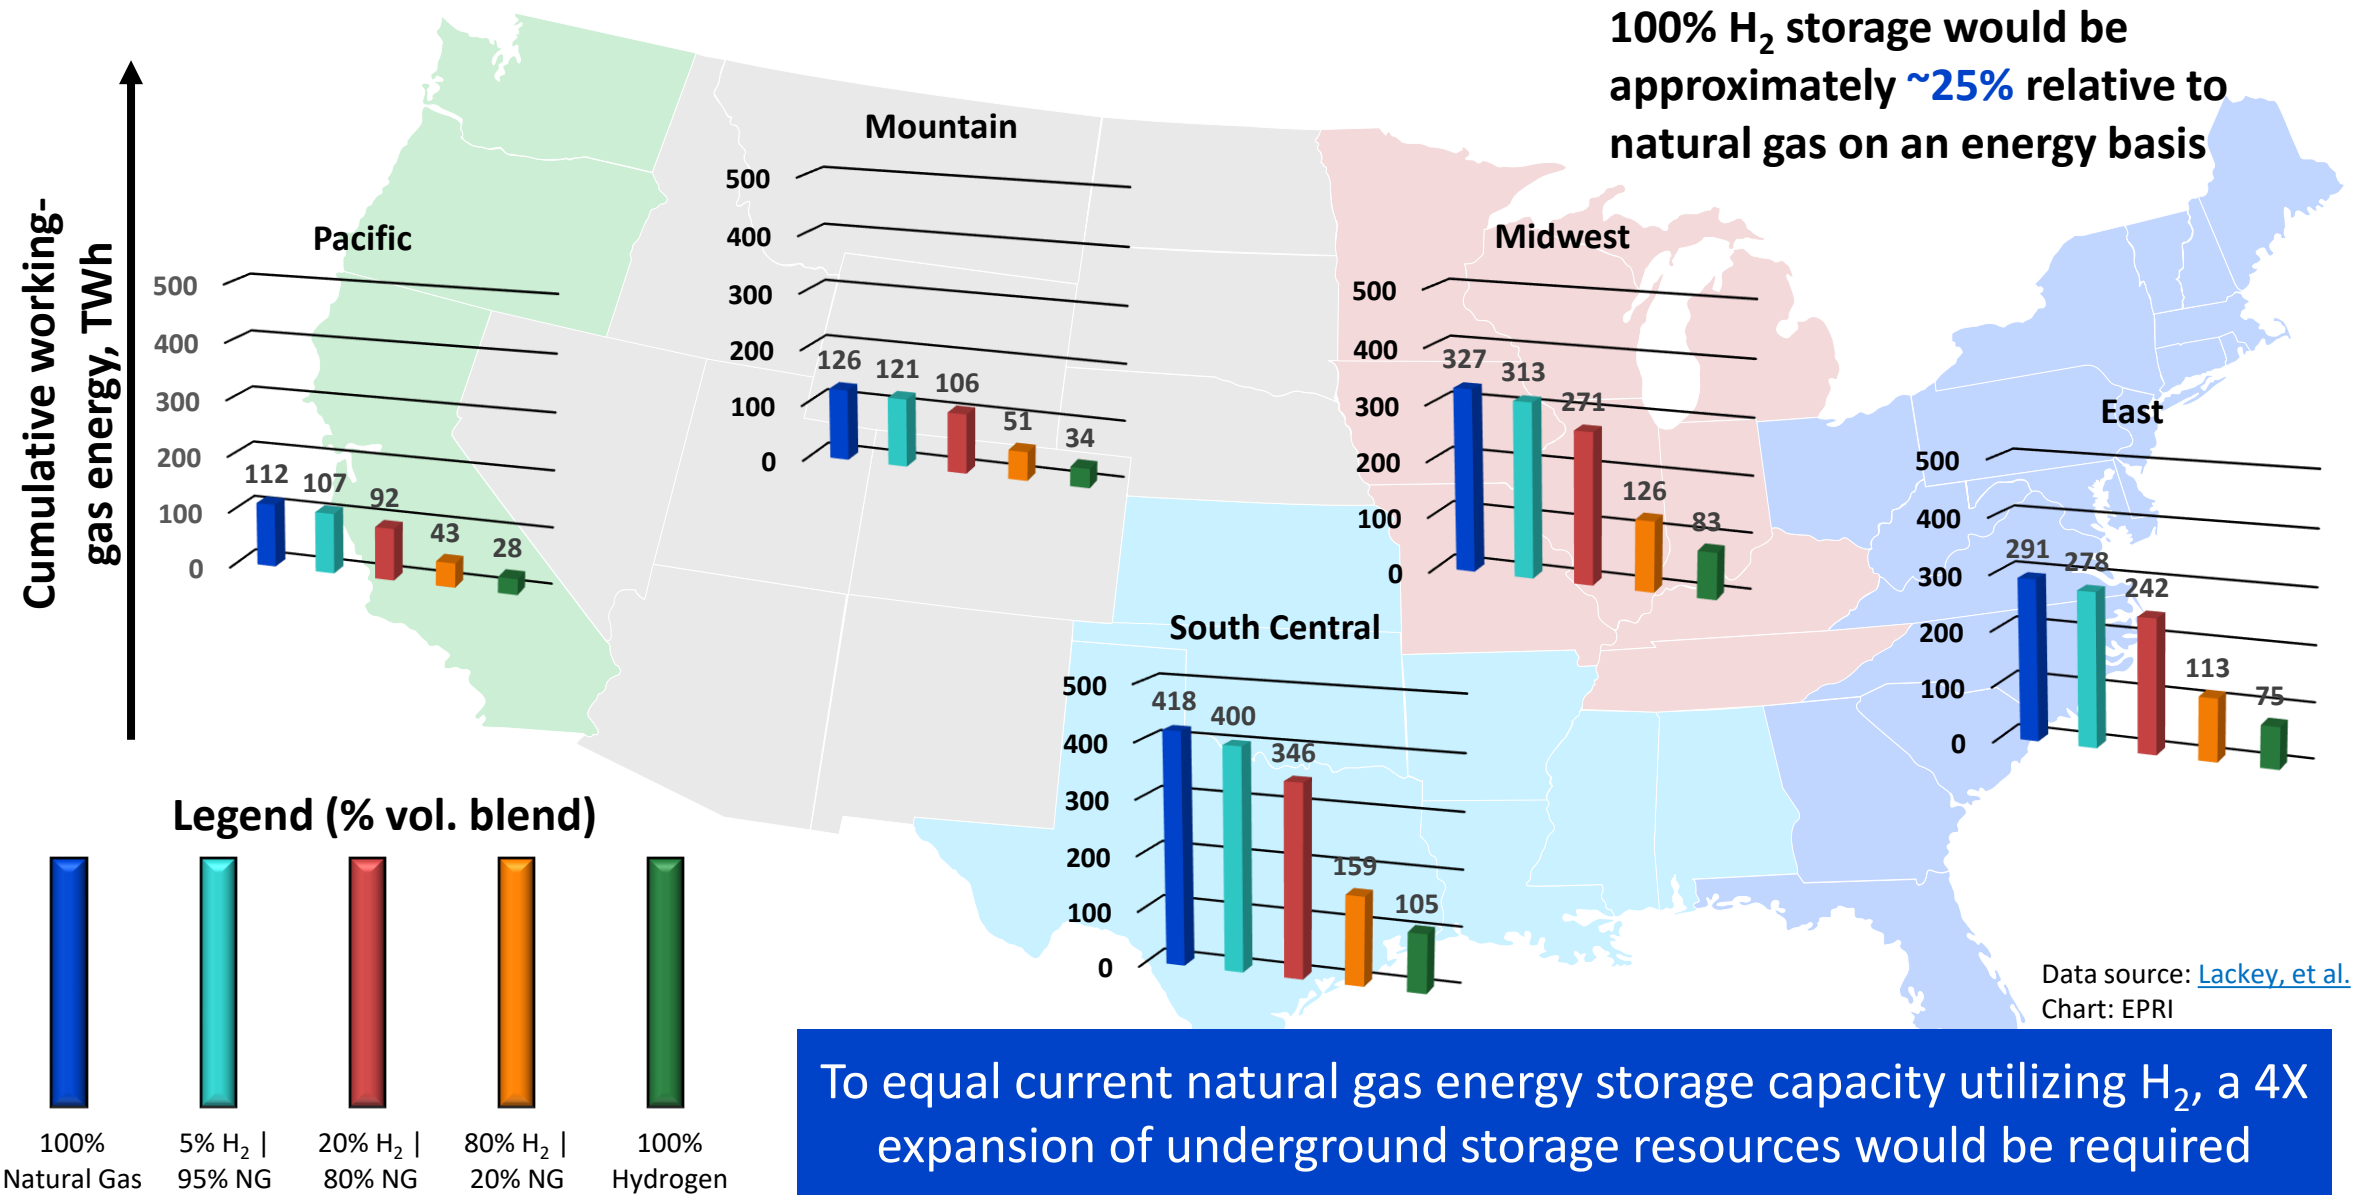 100% H2 storage would be
approximately ~25% relative to
natural gas on an energy basis
Cumulative working-
gas energy, TWh
Pacific
500
400
300
200
100
0
112
107
92
43
28
Mountain
500
400
300
200
100
0
126
121
106
51
34
Midwest
500
400
300
200
100
0
327
313
271
126
83
East
500
400
300
200
100
0
291
278
242
113
75
South Central
500
400
300
200
100
0
418
400
346
159
105
Legend (% vol. blend)
100%
Natural Gas
5% H2 |
95% NG
20% H2 |
80% NG
80% H2 |
20% NG
100%
Hydrogen
Data source: Lackey, et al.
Chart: EPRI
To equal current natural gas energy storage capacity utilizing H2, a 4X
expansion of underground storage resources would be required